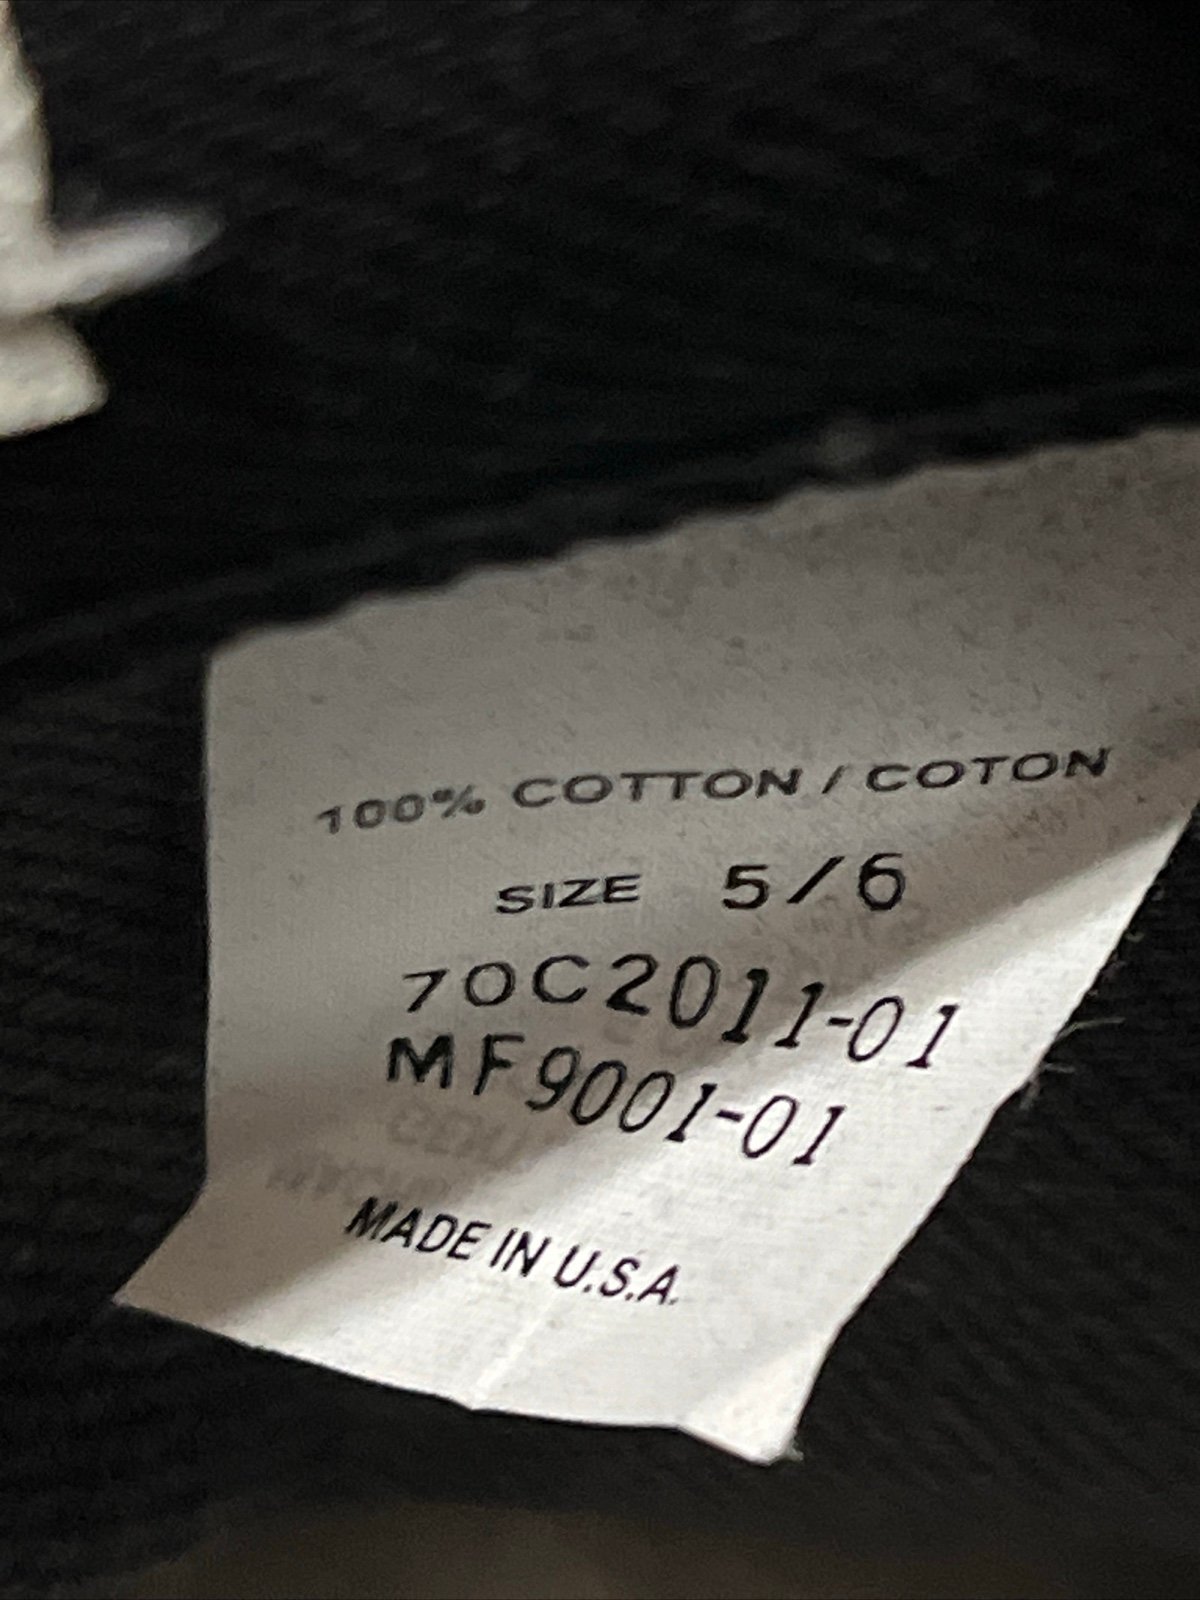 100% COTTON / COTON
SIZE 5/6
70C2011-01
MF9001-01
MADE IN U.S.A.